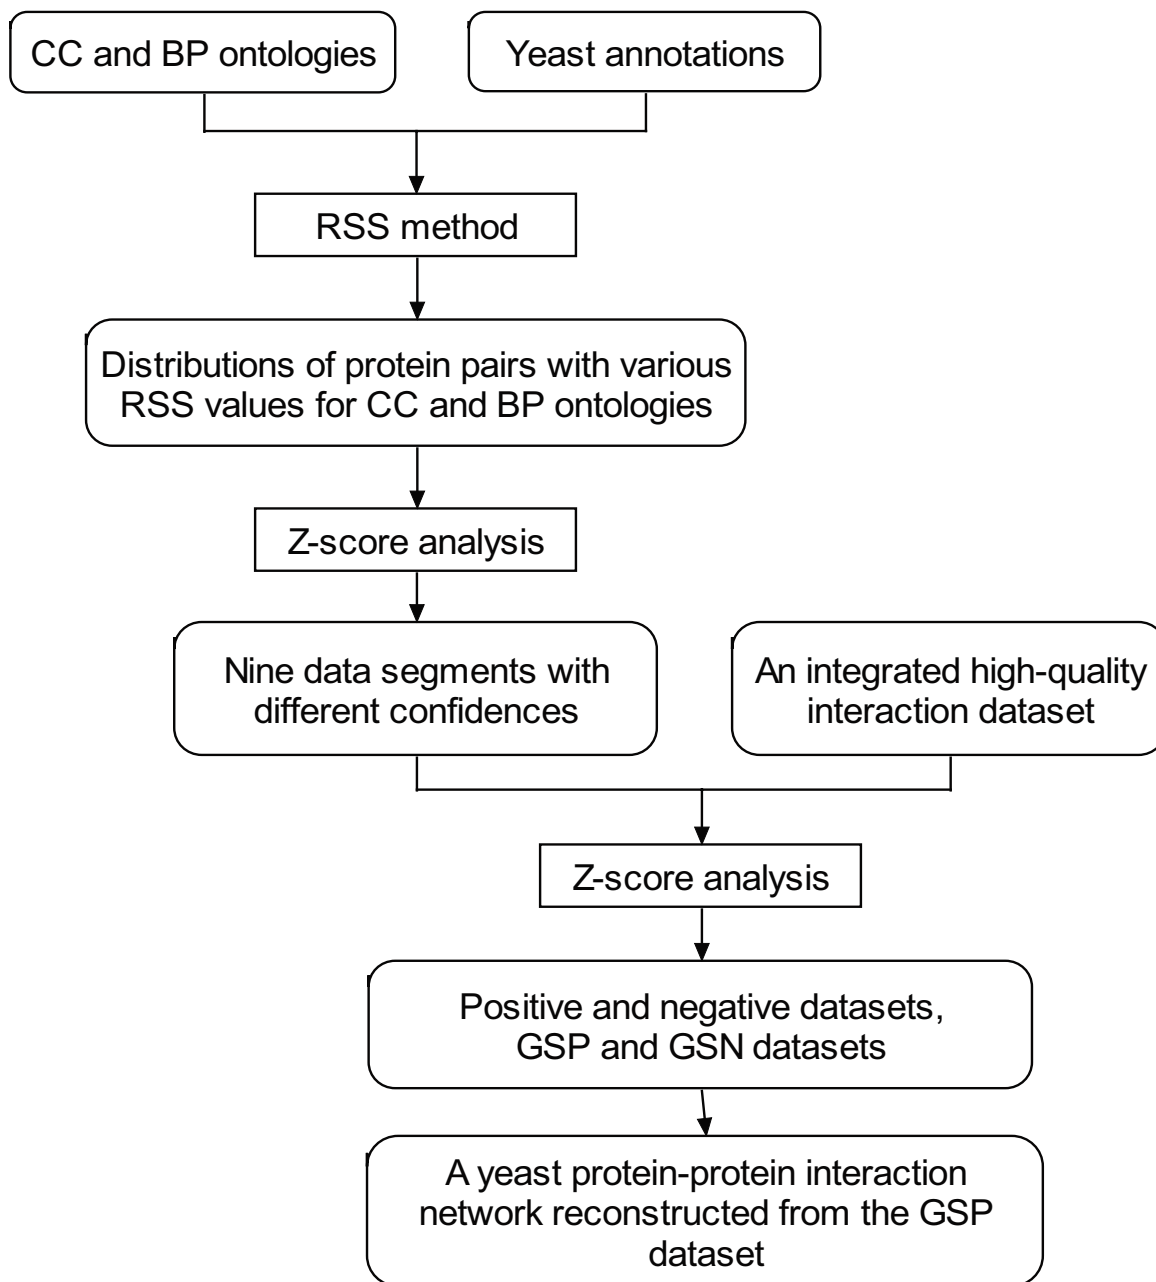 CC and BP ontologies
Yeast annotations
RSS method
Distributions of protein pairs with various
RSS values for CC and BP ontologies
Z-score analysis
Nine data segments with
different confidences
An integrated high-quality
interaction dataset
Z-score analysis
Positive and negative datasets,
GSP and GSN datasets
A yeast protein-protein interaction
network reconstructed from the GSP
dataset